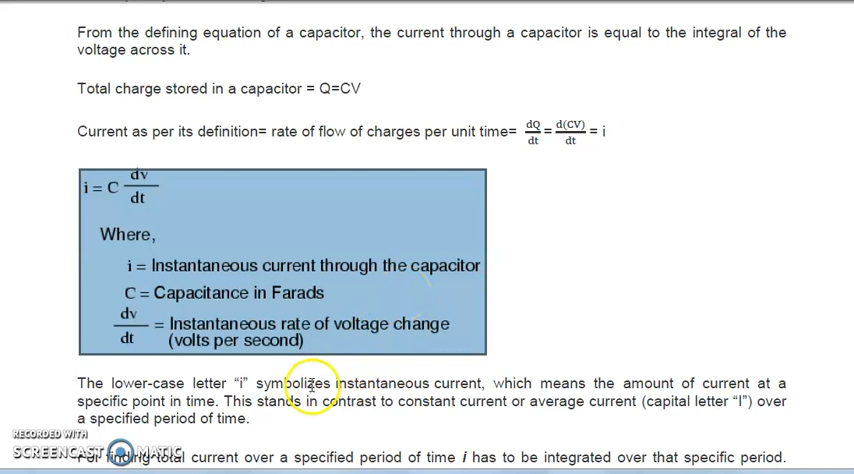 From the defining equation of a capacitor, the current through a capacitor is equal to the integral of the
voltage across it.
Total charge stored in a capacitor = Q=CV
Current as per its definition= rate of flow of charges per unit time= dQ/dt = d(CV)/dt = i
i = C dv/dt
Where,
i = Instantaneous current through the capacitor
C = Capacitance in Farads
dv/dt = Instantaneous rate of voltage change
(volts per second)
The lower-case letter “i” symbolizes instantaneous current, which means the amount of current at a
specific point in time. This stands in contrast to constant current or average current (capital letter “I”) over
a specified period of time.
RECORDED WITH
SCREENCAST MATIC
For finding total current over a specified period of time i has to be integrated over that specific period.